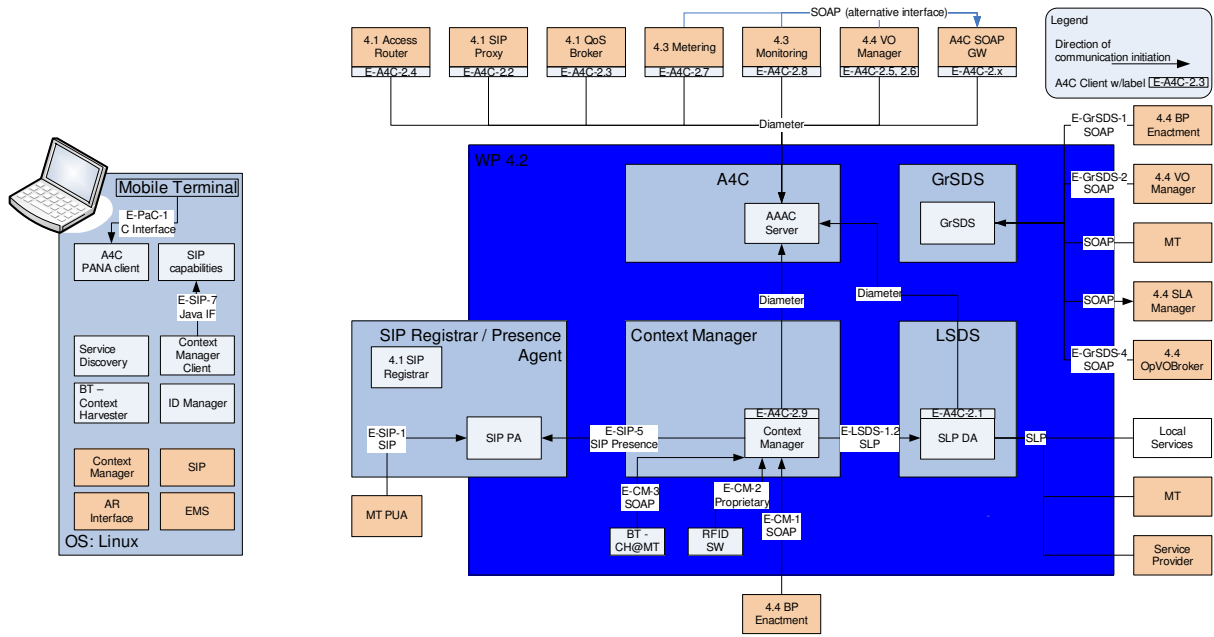 SOAP (alternative interface)
4.1 Access
Router
E-A4C-2.4
4.1 SIP
Proxy
E-A4C-2.2
4.1 QoS
Broker
E-A4C-2.3
4.3 Metering
E-A4C-2.7
4.3
Monitoring
E-A4C-2.8
4.4 VO
Manager
E-A4C-2.5, 2.6
A4C SOAP
GW
E-A4C-2.x
Legend
Direction of
communication initiation
A4C Client w/label
E-A4C-2.3
Diameter
WP 4.2
A4C
AAAC
Server
GrSDS
GrSDS
E-GrSDS-1
SOAP
4.4 BP
Enactment
E-GrSDS-2
SOAP
4.4 VO
Manager
SOAP
MT
SOAP
4.4 SLA
Manager
E-GrSDS-4
SOAP
4.4
OpVOBroker
Diameter
Diameter
Mobile Terminal
E-PaC-1
C Interface
A4C
PANA client
SIP
capabilities
E-SIP-7
Java IF
Service
Discovery
Context
Manager
Client
BT –
Context
Harvester
ID Manager
Context
Manager
SIP
AR
Interface
EMS
OS: Linux
SIP Registrar / Presence
Agent
4.1 SIP
Registrar
E-SIP-1
SIP
SIP PA
MT PUA
E-SIP-5
SIP Presence
Context Manager
E-A4C-2.9
Context
Manager
E-LSDS-1.2
SLP
LSDS
E-A4C-2.1
SLP DA
SLP
Local
Services
MT
Service
Provider
E-CM-3
SOAP
E-CM-2
Proprietary
E-CM-1
SOAP
BT -
CH@MT
RFID
SW
4.4 BP
Enactment